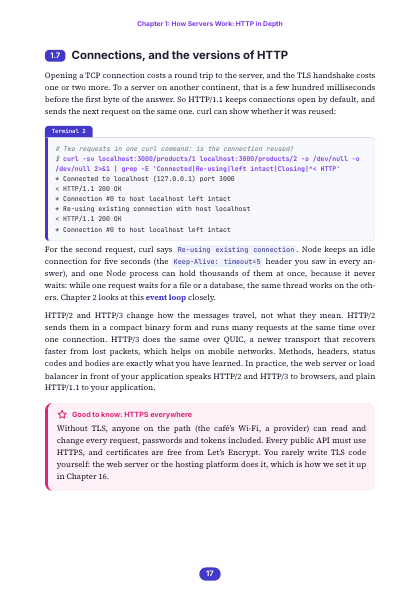 Chapter 1: How Servers Work: HTTP in Depth
1.7 Connections, and the versions of HTTP
Opening a TCP connection costs a round trip to the server, and the TLS handshake costs
one or more. To a server on another continent, that is a few hundred milliseconds
before the first byte of the answer. So HTTP/1.1 keeps connections open by default, and
sends the next request on the same one. curl can show whether it was reused:
Terminal 2
# Two requests in one curl command: is the connection reused?
$ curl -sv localhost:3000/products/1 localhost:3000/products/2 -o /dev/null -o
/dev/null 2>&1 | grep -E 'Connected|Re-using|left intact|Closing|^< HTTP'
* Connected to localhost (127.0.0.1) port 3000
< HTTP/1.1 200 OK
* Connection #0 to host localhost left intact
* Re-using existing connection with host localhost
< HTTP/1.1 200 OK
* Connection #0 to host localhost left intact
For the second request, curl says Re-using existing connection. Node keeps an idle
connection for five seconds (the Keep-Alive: timeout=5 header you saw in every an-
swer), and one Node process can hold thousands of them at once, because it never
waits: while one request waits for a file or a database, the same thread works on the oth-
ers. Chapter 2 looks at this event loop closely.
HTTP/2 and HTTP/3 change how the messages travel, not what they mean. HTTP/2
sends them in a compact binary form and runs many requests at the same time over
one connection. HTTP/3 does the same over QUIC, a newer transport that recovers
faster from lost packets, which helps on mobile networks. Methods, headers, status
codes and bodies are exactly what you have learned. In practice, the web server or load
balancer in front of your application speaks HTTP/2 and HTTP/3 to browsers, and plain
HTTP/1.1 to your application.
Good to know: HTTPS everywhere
Without TLS, anyone on the path (the café's Wi-Fi, a provider) can read and
change every request, passwords and tokens included. Every public API must use
HTTPS, and certificates are free from Let's Encrypt. You rarely write TLS code
yourself: the web server or the hosting platform does it, which is how we set it up
in Chapter 16.
17